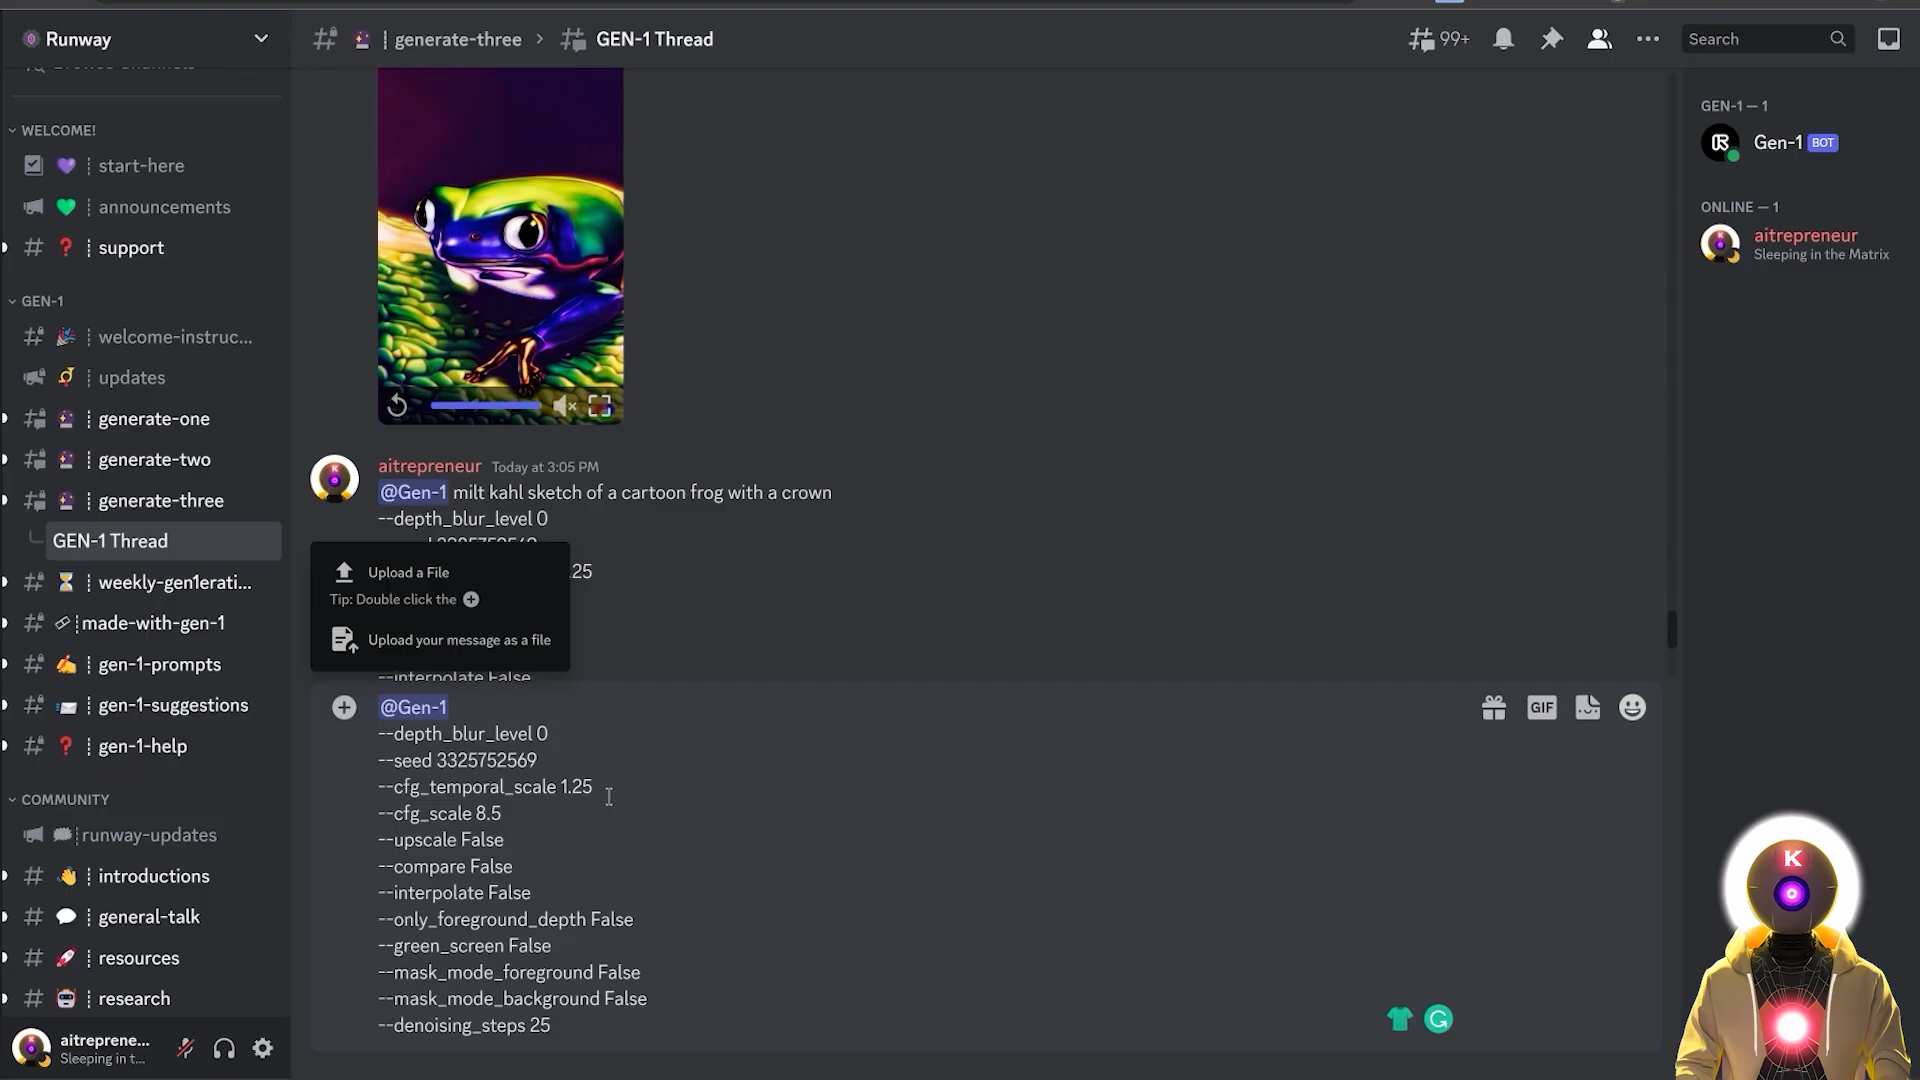 Runway
| generate-three > GEN-1 Thread
99+
Search
WELCOME!
start-here
announcements
support
GEN-1
welcome-instruc...
updates
generate-one
generate-two
generate-three
GEN-1 Thread
weekly-gen1erati...
made-with-gen-1
gen-1-prompts
gen-1-suggestions
gen-1-help
COMMUNITY
runway-updates
introductions
general-talk
resources
research
aitreprene...
Sleeping in t...
aitrepreneur Today at 3:05 PM
@Gen-1 milt kahl sketch of a cartoon frog with a crown
--depth_blur_level 0
.25
Upload a File
Tip: Double click the
Upload your message as a file
--interpolate False
@Gen-1
--depth_blur_level 0
--seed 3325752569
--cfg_temporal_scale 1.25
--cfg_scale 8.5
--upscale False
--compare False
--interpolate False
--only_foreground_depth False
--green_screen False
--mask_mode_foreground False
--mask_mode_background False
--denoising_steps 25
GIF
GEN-1 — 1
Gen-1 BOT
ONLINE — 1
aitrepreneur
Sleeping in the Matrix
K